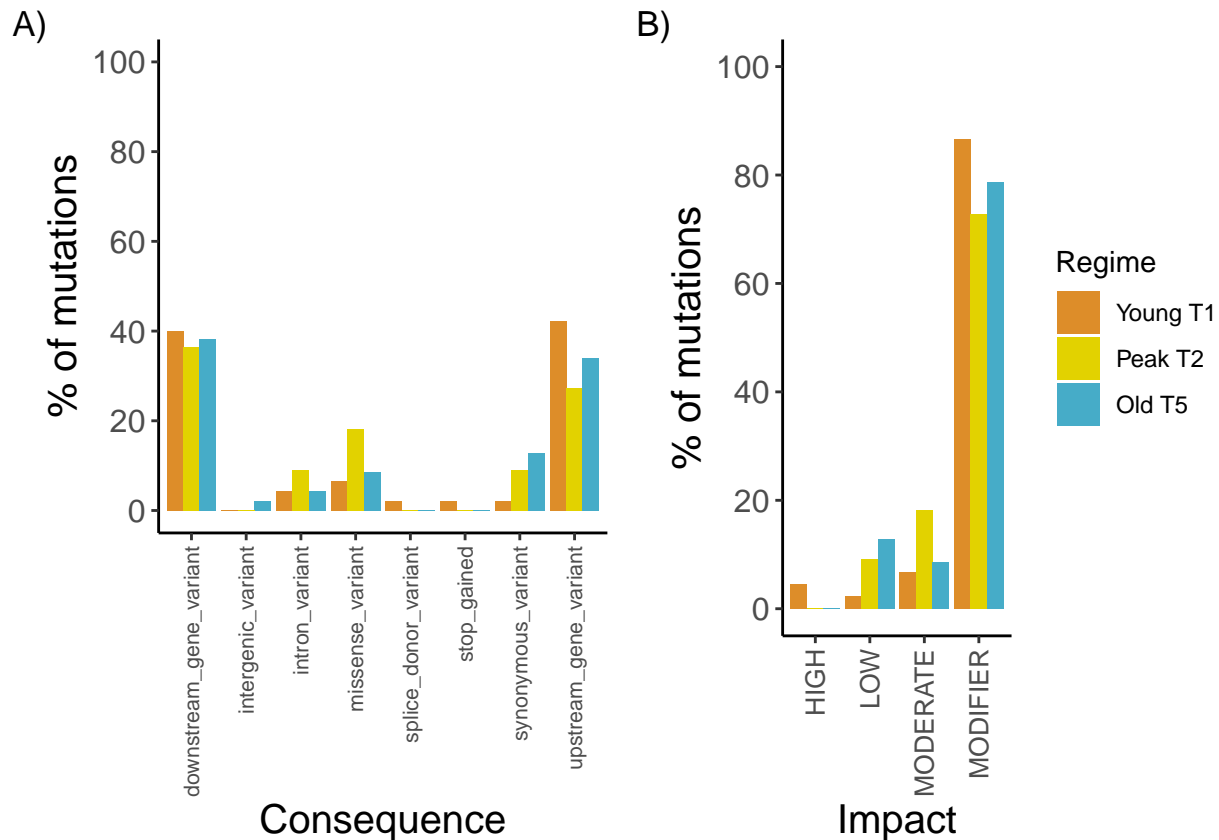 A)
% of mutations
100
80
60
40
20
0
downstream_gene_variant
intergenic_variant
intron_variant
missense_variant
splice_donor_variant
stop_gained
synonymous_variant
upstream_gene_variant
Consequence
B)
% of mutations
100
80
60
40
20
0
HIGH
LOW
MODERATE
MODIFIER
Impact
Regime
Young T1
Peak T2
Old T5